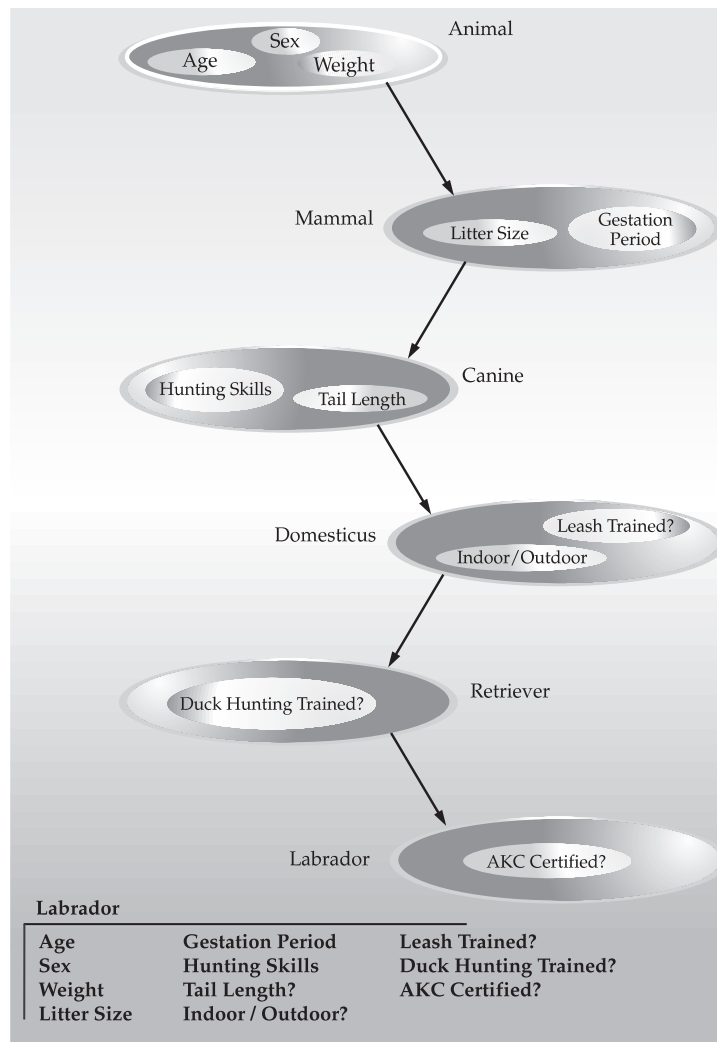 Animal
Sex
Age
Weight
Mammal
Litter Size
Gestation
Period
Canine
Hunting Skills
Tail Length
Domesticus
Leash Trained?
Indoor/Outdoor
Retriever
Duck Hunting Trained?
Labrador
AKC Certified?
Labrador
Age Gestation Period Leash Trained?
Sex Hunting Skills Duck Hunting Trained?
Weight Tail Length? AKC Certified?
Litter Size Indoor / Outdoor?